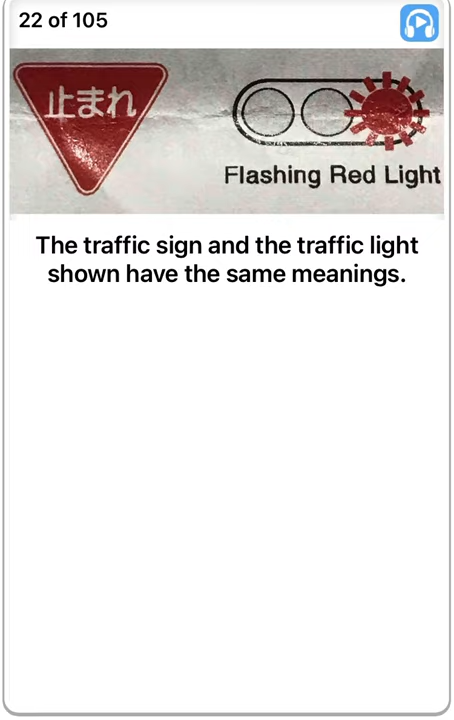 22 of 105
止まれ
Flashing Red Light
The traffic sign and the traffic light
shown have the same meanings.